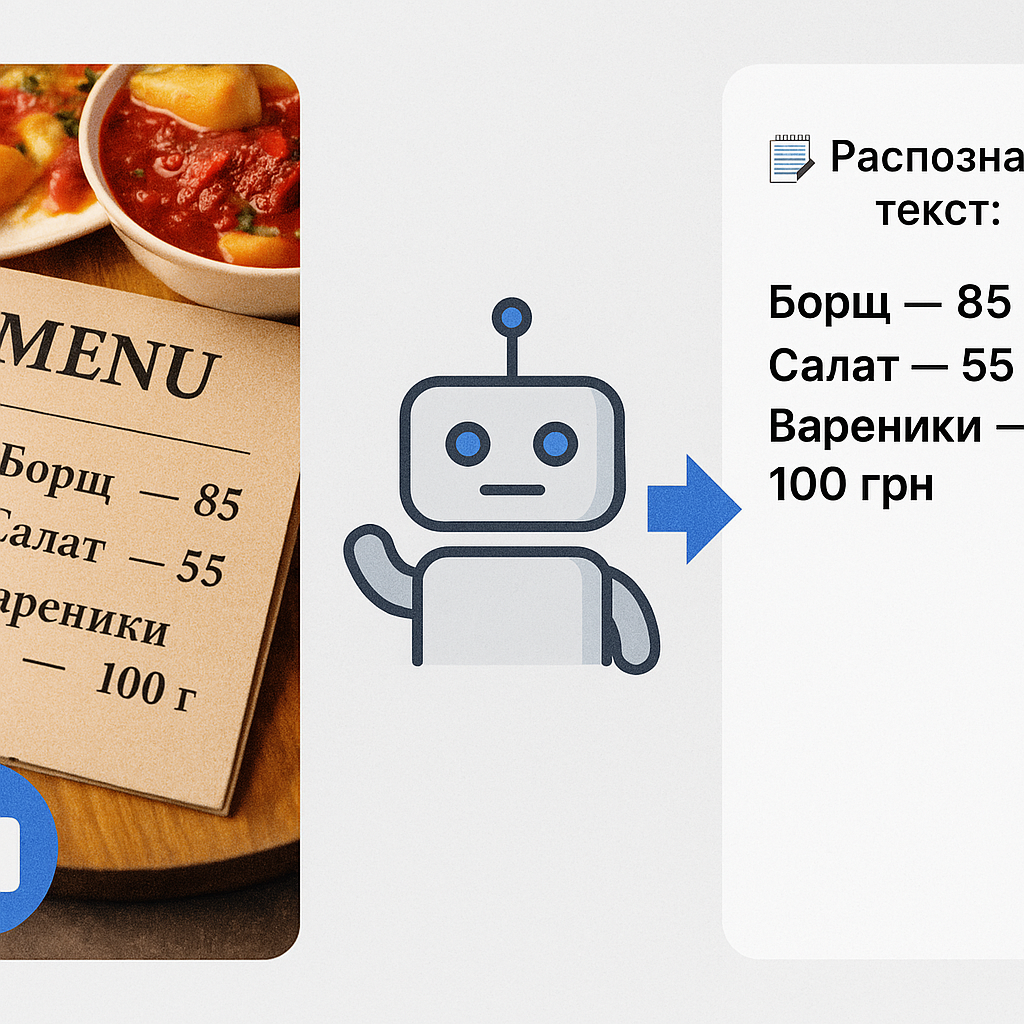 MENU
Борщ — 85
Салат — 55
ареники
— 100 г
Распозна
текст:
Борщ — 85
Салат — 55
Вареники —
100 грн